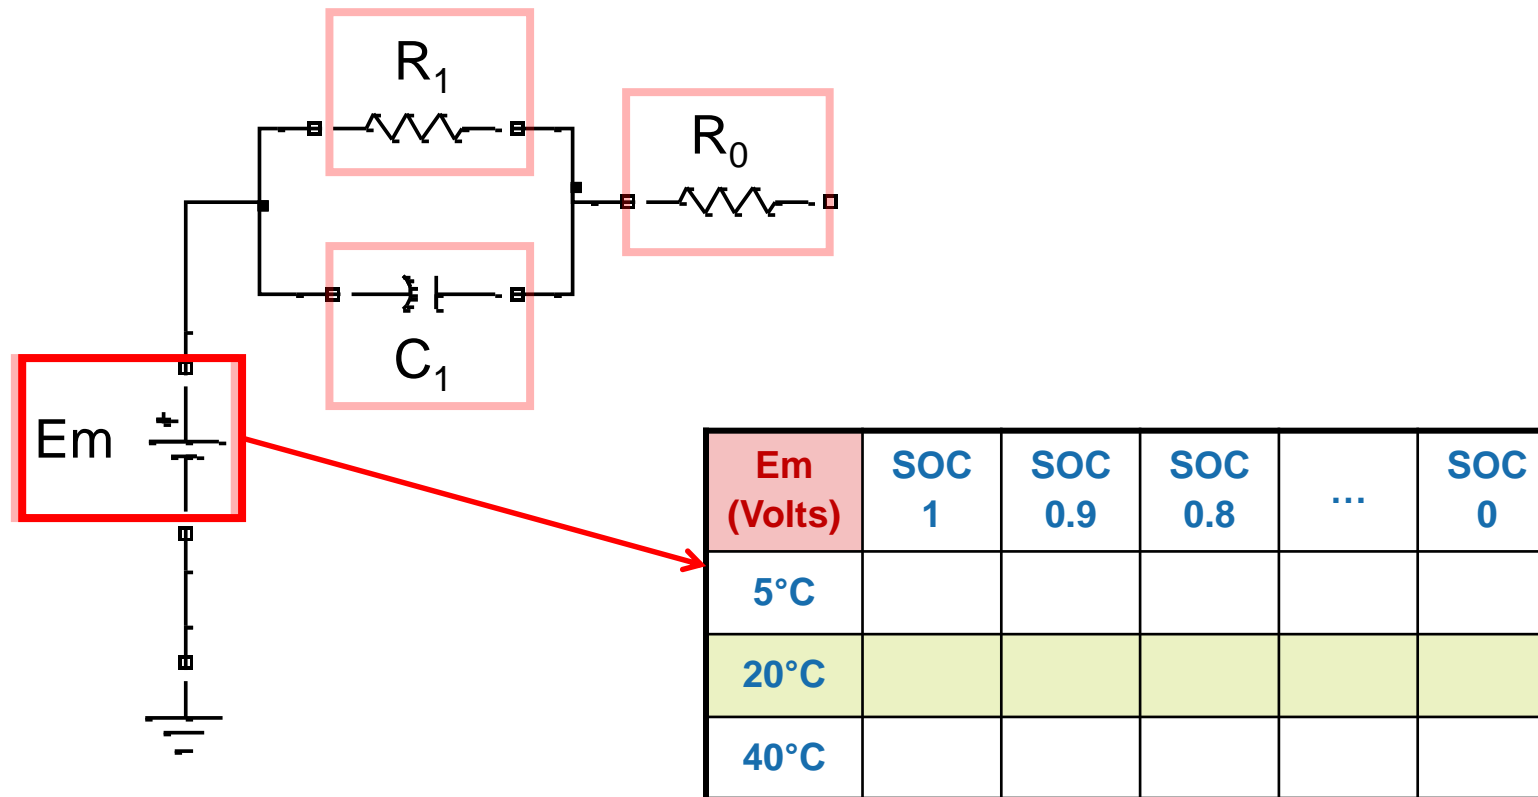 R₁
R₀
C₁
+
Em
Em SOC SOC SOC … SOC
(Volts) 1 0.9 0.8 0
5°C
20°C
40°C